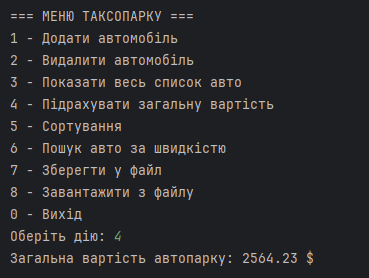 === МЕНЮ ТАКСОПАРКУ ===
1 - Додати автомобіль
2 - Видалити автомобіль
3 - Показати весь список авто
4 - Підрахувати загальну вартість
5 - Сортування
6 - Пошук авто за швидкістю
7 - Зберегти у файл
8 - Завантажити з файлу
0 - Вихід
Оберіть дію: 4
Загальна вартість автопарку: 2564.23 $